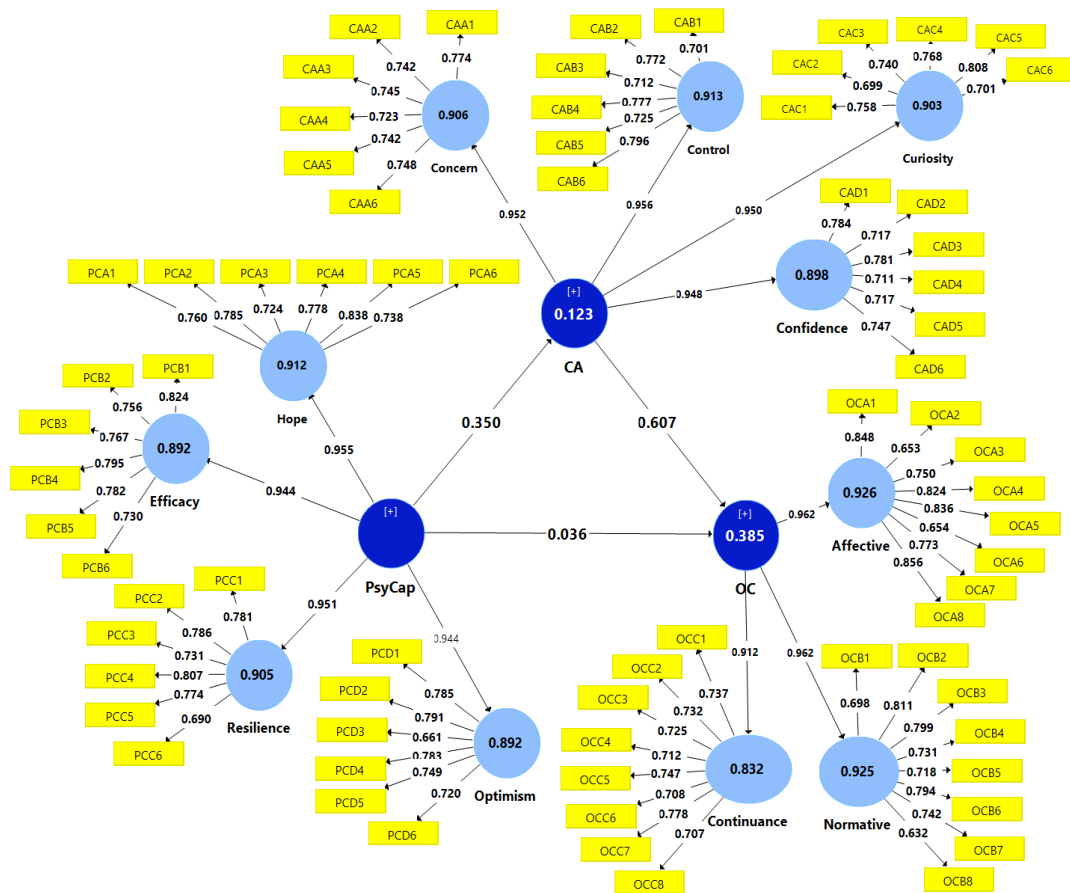 CAA2
CAA1
CAA3
CAA4
CAA5
CAA6
0.742
0.774
0.745
0.723
0.742
0.748
0.906
Concern
CAB2
CAB1
CAB3
CAB4
CAB5
CAB6
0.701
0.772
0.712
0.777
0.725
0.796
0.913
Control
CAC3
CAC4
CAC5
CAC2
CAC6
CAC1
0.740
0.768
0.808
0.699
0.701
0.758
0.903
Curiosity
0.952
0.956
0.950
0.948
CAD1
CAD2
CAD3
CAD4
CAD5
CAD6
0.784
0.717
0.781
0.711
0.717
0.747
0.898
Confidence
[+]
0.123
CA
PCA1
PCA2
PCA3
PCA4
PCA5
PCA6
0.760
0.785
0.724
0.778
0.838
0.738
0.912
Hope
PCB2
PCB1
PCB3
PCB4
PCB5
PCB6
0.824
0.756
0.767
0.795
0.782
0.730
0.892
Efficacy
0.350
0.607
0.955
0.944
[+]
PsyCap
0.036
[+]
0.385
OC
0.962
OCA1
OCA2
OCA3
OCA4
OCA5
OCA6
OCA7
OCA8
0.848
0.653
0.750
0.824
0.836
0.654
0.773
0.856
0.926
Affective
0.951
0.944
0.912
0.962
PCC1
PCC2
PCC3
PCC4
PCC5
PCC6
0.781
0.786
0.731
0.807
0.774
0.690
0.905
Resilience
PCD1
PCD2
PCD3
PCD4
PCD5
PCD6
0.785
0.791
0.661
0.783
0.749
0.720
0.892
Optimism
OCC1
OCC2
OCC3
OCC4
OCC5
OCC6
OCC7
OCC8
0.737
0.732
0.725
0.712
0.747
0.708
0.778
0.707
0.832
Continuance
OCB1
OCB2
OCB3
OCB4
OCB5
OCB6
OCB7
OCB8
0.698
0.811
0.799
0.731
0.718
0.794
0.742
0.632
0.925
Normative